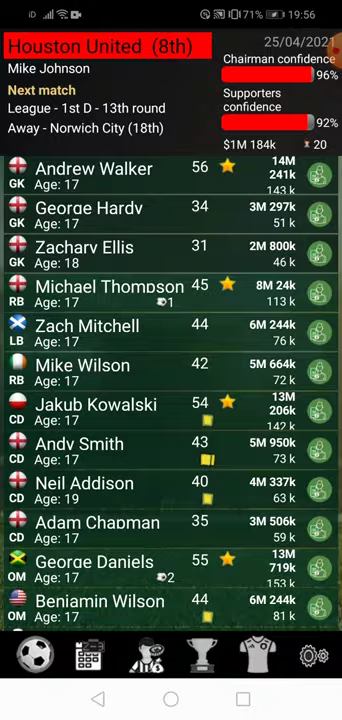 iD 71% 19:56
Houston United (8th) 25/04/2021
Mike Johnson Chairman confidence
96%
Next match Supporters confidence
League - 1st D - 13th round 92%
Away - Norwich City (18th) $1M 184k 20
Andrew Walker 56 14M 241k
GK Age: 17 143 k
George Hardy 34 3M 297k
GK Age: 17 51 k
Zachary Ellis 31 2M 800k
GK Age: 18 46 k
Michael Thompson 45 8M 24k
RB Age: 17 1 113 k
Zach Mitchell 44 6M 244k
LB Age: 17 76 k
Mike Wilson 42 5M 664k
RB Age: 17 72 k
Jakub Kowalski 54 13M 206k
CD Age: 17 142 k
Andy Smith 43 5M 950k
CD Age: 17 73 k
Neil Addison 40 4M 337k
CD Age: 19 63 k
Adam Chapman 35 3M 506k
CD Age: 17 59 k
George Daniels 55 13M 719k
OM Age: 17 2 153 k
Benjamin Wilson 44 6M 244k
OM Age: 17 81 k